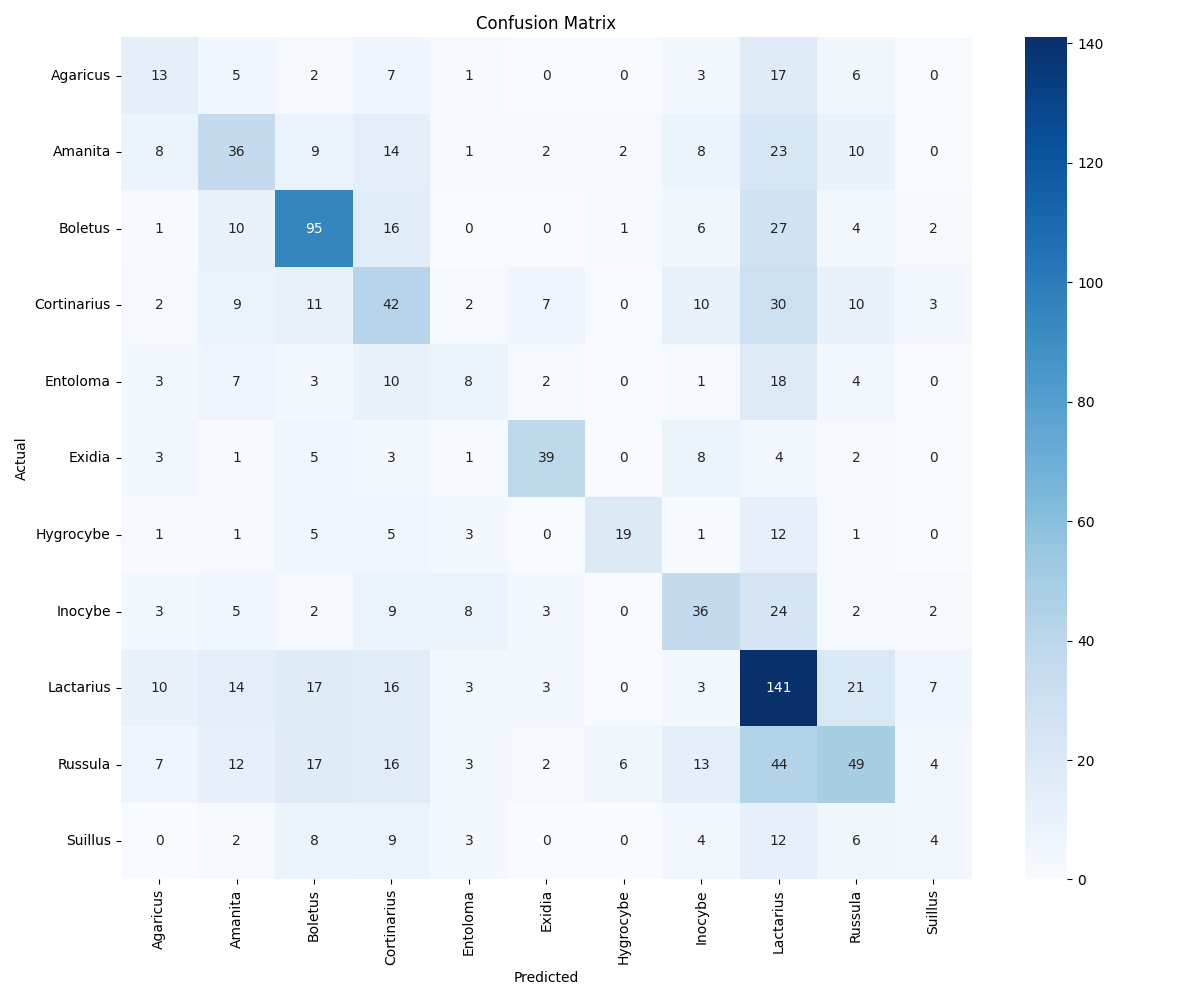 Confusion Matrix
Agaricus 13 5 2 7 1 0 0 3 17 6 0
Amanita 8 36 9 14 1 2 2 8 23 10 0
Boletus 1 10 95 16 0 0 1 6 27 4 2
Cortinarius 2 9 11 42 2 7 0 10 30 10 3
Entoloma 3 7 3 10 8 2 0 1 18 4 0
Exidia 3 1 5 3 1 39 0 8 4 2 0
Hygrocybe 1 1 5 5 3 0 19 1 12 1 0
Inocybe 3 5 2 9 8 3 0 36 24 2 2
Lactarius 10 14 17 16 3 3 0 3 141 21 7
Russula 7 12 17 16 3 2 6 13 44 49 4
Suillus 0 2 8 9 3 0 0 4 12 6 4
Actual
Agaricus Amanita Boletus Cortinarius Entoloma Exidia Hygrocybe Inocybe Lactarius Russula Suillus
Predicted
140
120
100
80
60
40
20
0